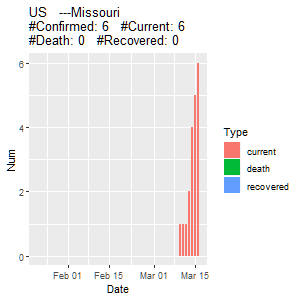 US   ---Missouri
#Confirmed: 6   #Current: 6
#Death: 0   #Recovered: 0
6
4
2
0
Num
Feb 01
Feb 15
Mar 01
Mar 15
Date
Type
current
death
recovered